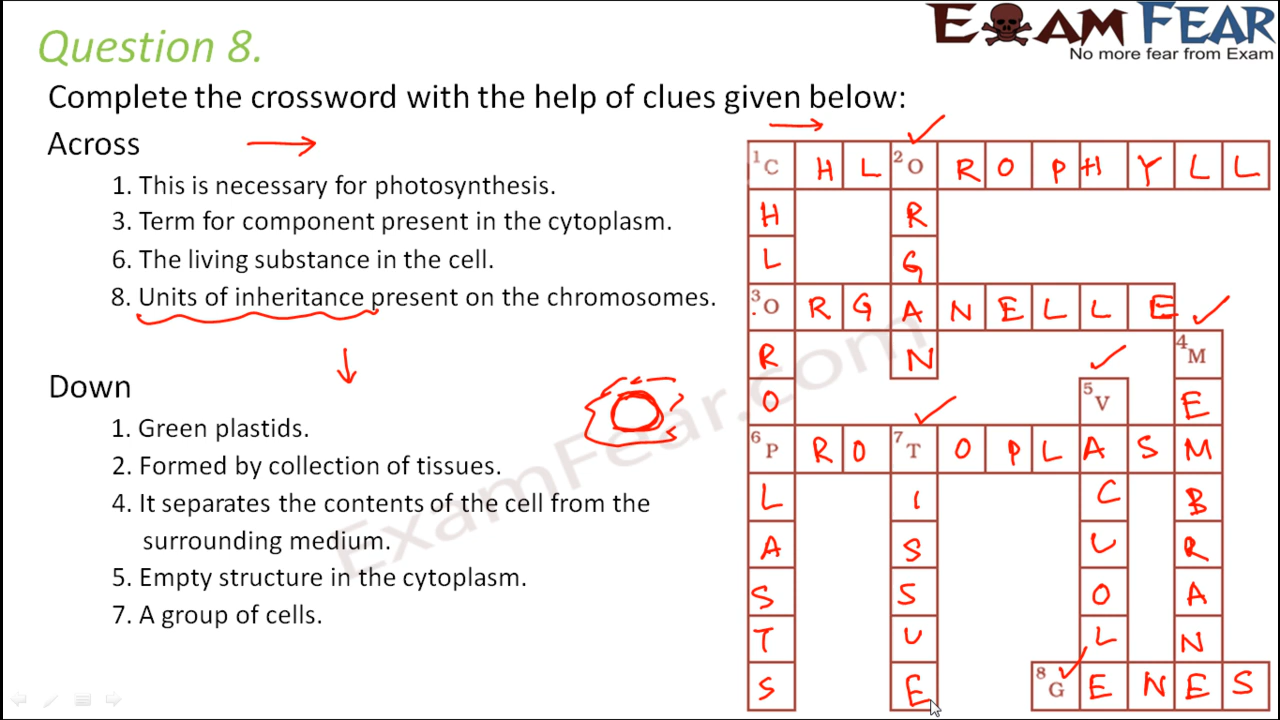 Question 8.
EXAM FEAR
No more fear from Exam
Complete the crossword with the help of clues given below:
Across
1. This is necessary for photosynthesis.
3. Term for component present in the cytoplasm.
6. The living substance in the cell.
8. Units of inheritance present on the chromosomes.
Down
1. Green plastids.
2. Formed by collection of tissues.
4. It separates the contents of the cell from the
surrounding medium.
5. Empty structure in the cytoplasm.
7. A group of cells.
1C H L 2O R O P H Y L L
H R
L G
3O R G A N E L L E
R N 4M
O 5V E
6P R O 7T O P L A S M
L I C B
A S U R
S S O A
T U L N
S E 8G E N E S
ExamFear.com